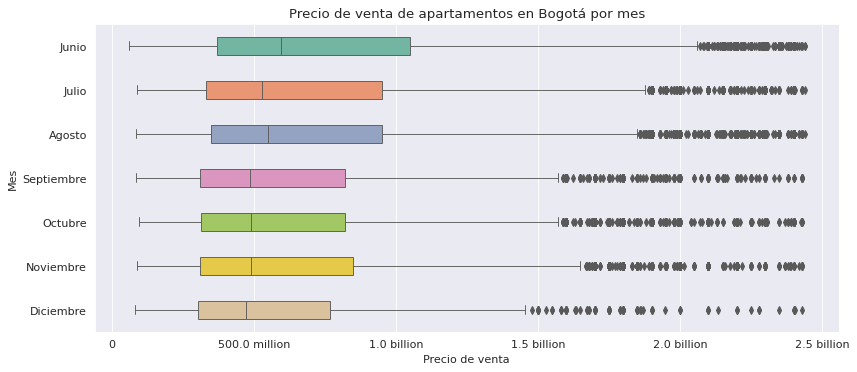 Precio de venta de apartamentos en Bogotá por mes
Junio
Julio
Agosto
Septiembre
Octubre
Noviembre
Diciembre
Mes
0 500.0 million 1.0 billion 1.5 billion 2.0 billion 2.5 billion
Precio de venta